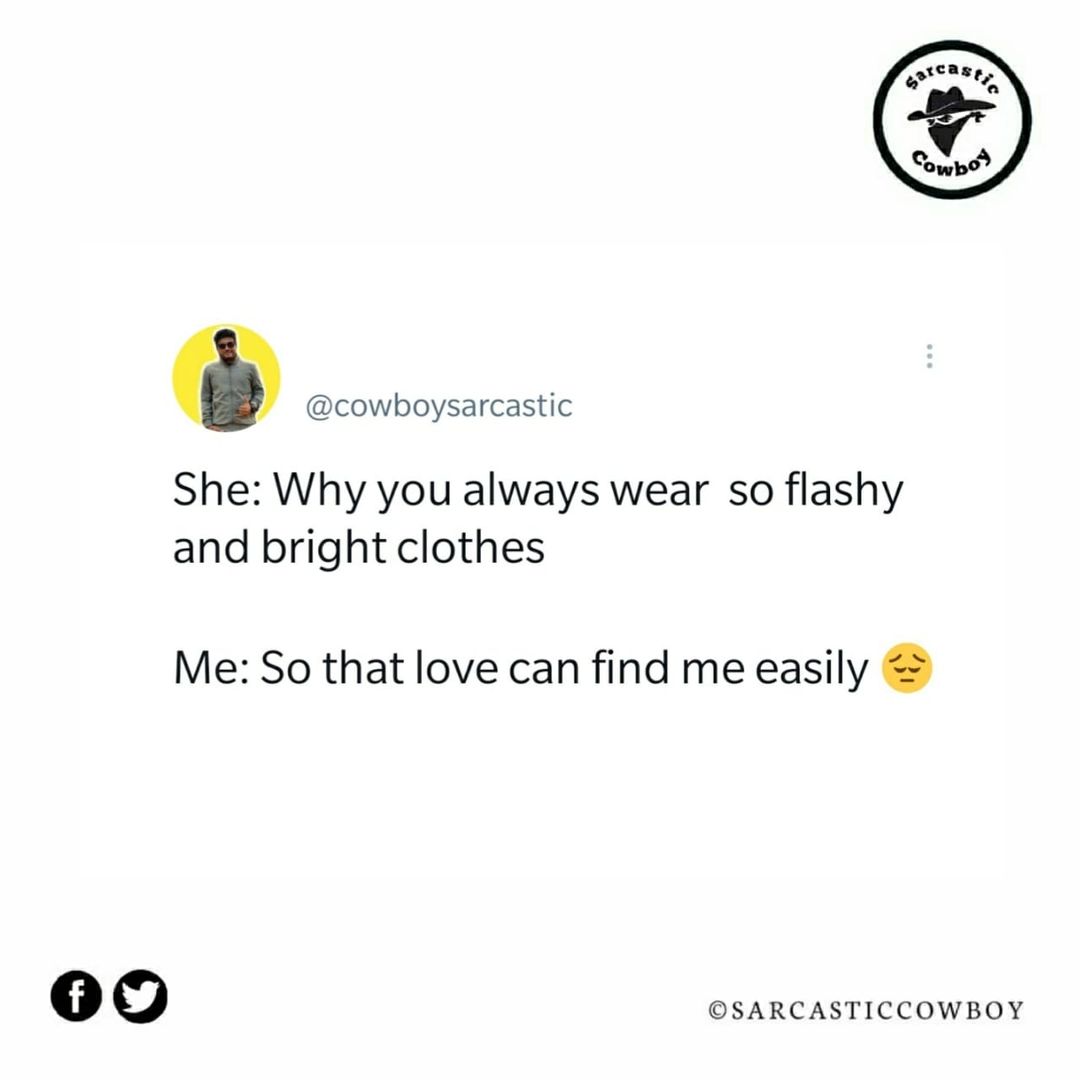 Sarcastic
Cowboy
@cowboysarcastic
She: Why you always wear  so flashy
and bright clothes
Me: So that love can find me easily 😔
©SARCASTICCOWBOY